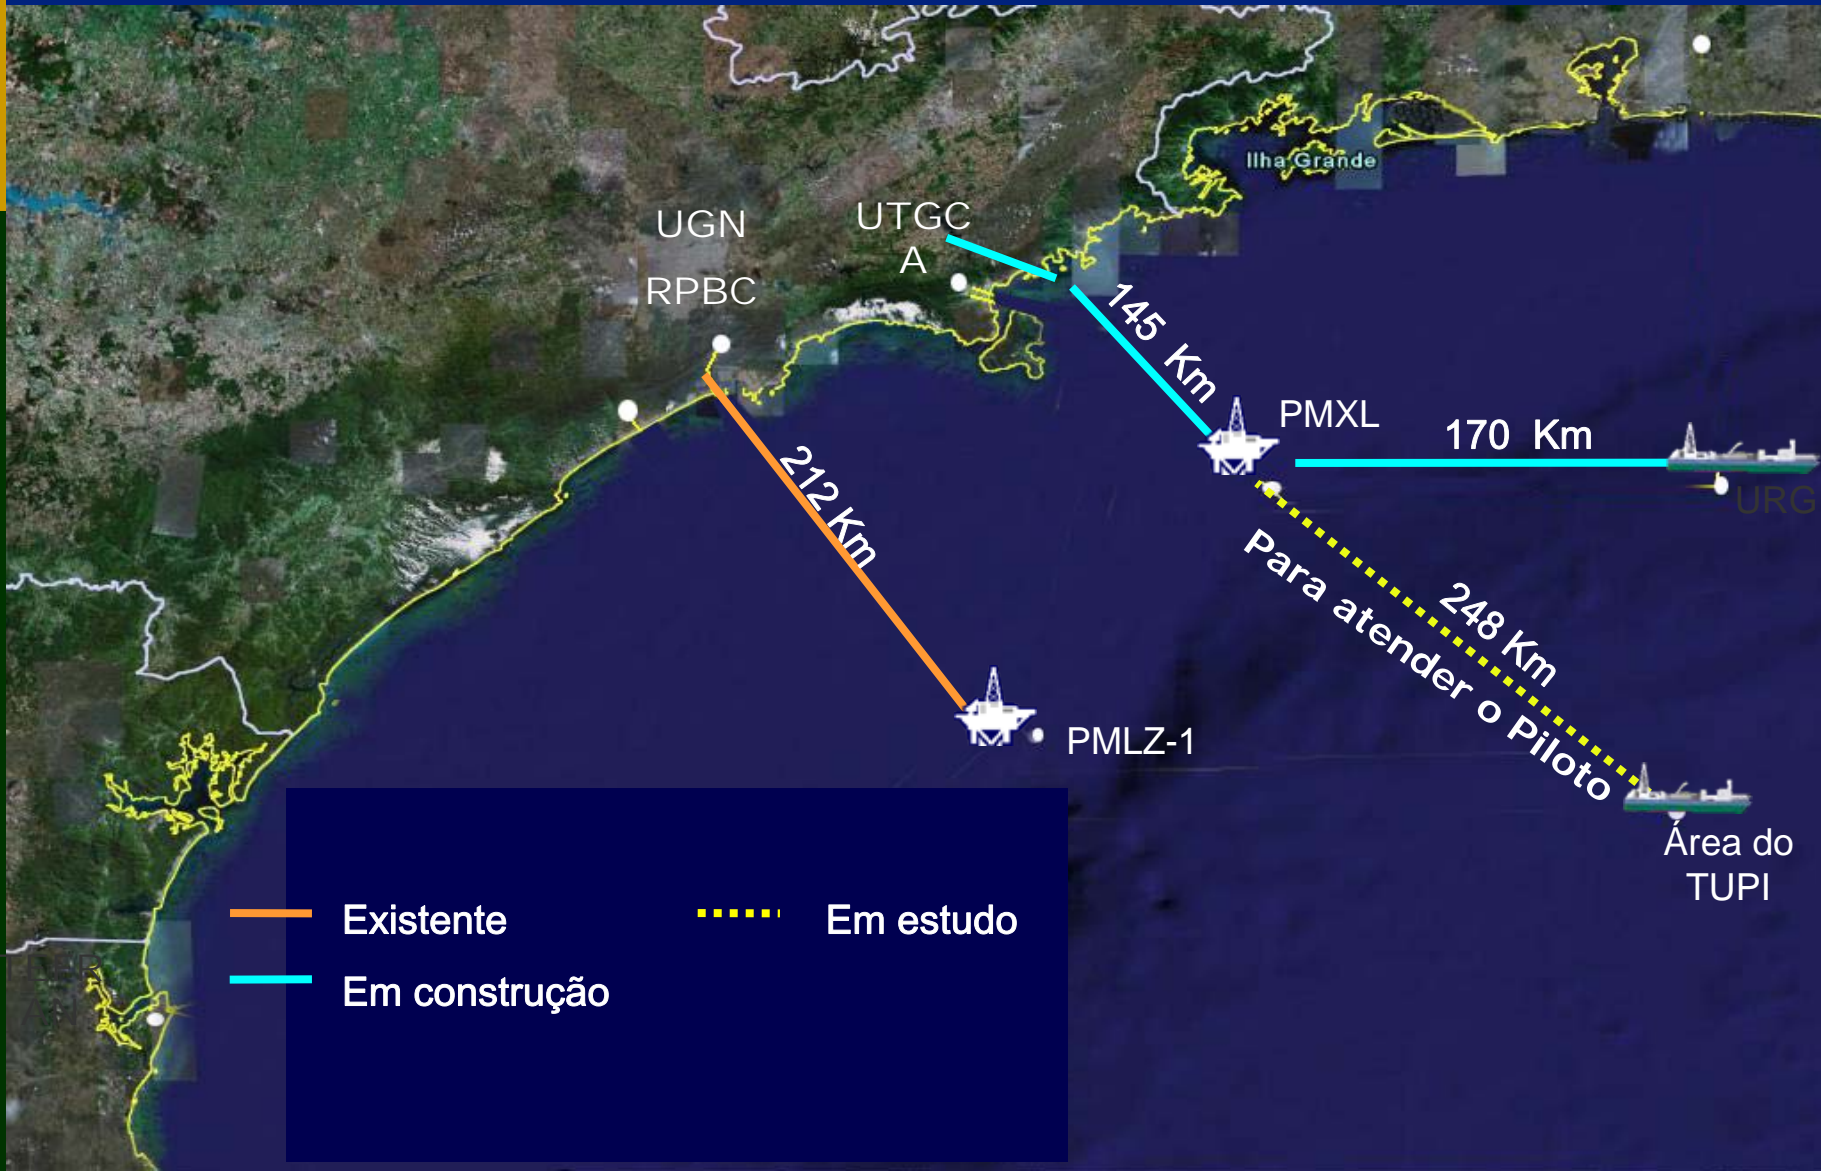 Ilha Grande
UGN
RPBC
UTGC
A
145 Km
PMXL
170 Km
URG
212 Km
248 Km
Para atender o Piloto
PMLZ-1
Área do
TUPI
Existente
Em estudo
Em construção